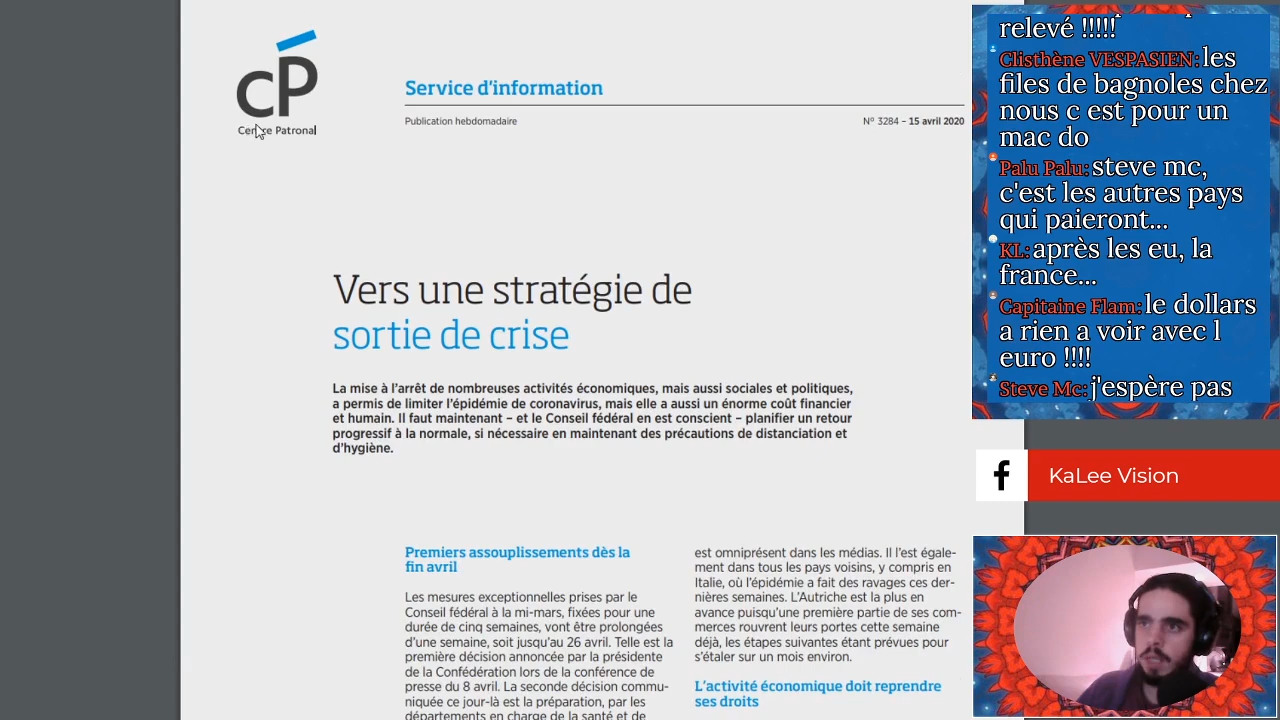 cP
Centre Patronal
Service d'information
Publication hebdomadaire
N° 3284 – 15 avril 2020
Vers une stratégie de
sortie de crise
La mise à l'arrêt de nombreuses activités économiques, mais aussi sociales et politiques,
a permis de limiter l'épidémie de coronavirus, mais elle a aussi un énorme coût financier
et humain. Il faut maintenant – et le Conseil fédéral en est conscient – planifier un retour
progressif à la normale, si nécessaire en maintenant des précautions de distanciation et
d'hygiène.
Premiers assouplissements dès la
fin avril
Les mesures exceptionnelles prises par le
Conseil fédéral à la mi-mars, fixées pour une
durée de cinq semaines, vont être prolongées
d'une semaine, soit jusqu'au 26 avril. Telle est la
première décision annoncée par la présidente
de la Confédération lors de la conférence de
presse du 8 avril. La seconde décision commu-
niquée ce jour-là est la préparation, par les
départements en charge de la santé et de
est omniprésent dans les médias. Il l'est égale-
ment dans tous les pays voisins, y compris en
Italie, où l'épidémie a fait des ravages ces der-
nières semaines. L'Autriche est la plus en
avance puisqu'une première partie de ses com-
merces rouvrent leurs portes cette semaine
déjà, les étapes suivantes étant prévues pour
s'étaler sur un mois environ.
L'activité économique doit reprendre
ses droits
relevé !!!!!
Clisthène VESPASIEN: les
files de bagnoles chez
nous c est pour un
mac do
Palu Palu: steve mc,
c'est les autres pays
qui paieront...
KL: après les eu, la
france...
Capitaine Flam: le dollars
a rien a voir avec l
euro !!!!
Steve Mc: j'espère pas
f
KaLee Vision